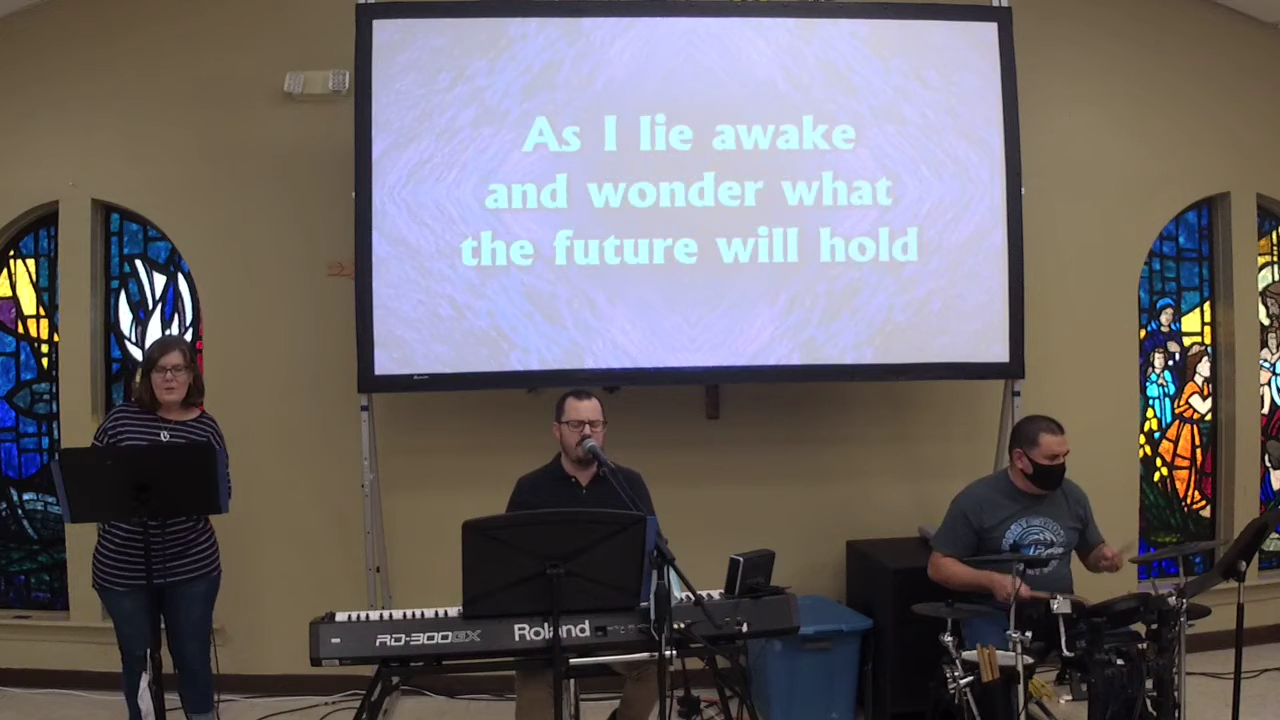 As I lie awake
and wonder what
the future will hold
RD-300GX
Roland